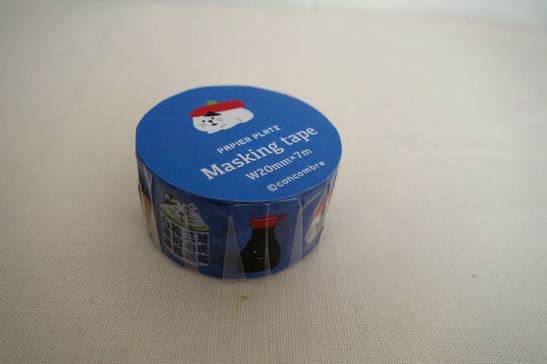 PAPIER PLATZ
Masking tape
W20mm×7m
©concombre